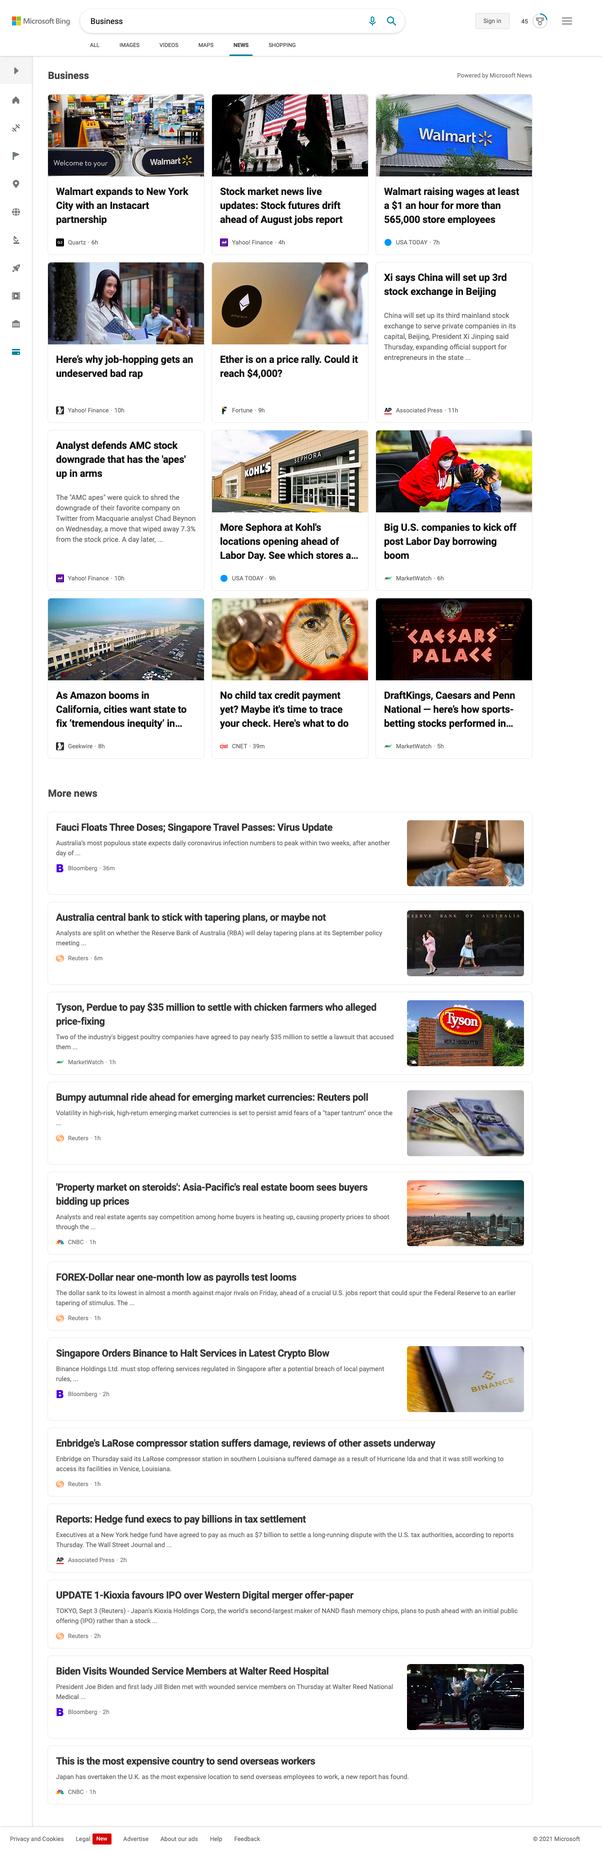 Microsoft Bing
Business
Sign in
45
ALL
IMAGES
VIDEOS
MAPS
NEWS
SHOPPING
Business
Powered by Microsoft News
Welcome to your
Walmart
Walmart
Walmart expands to New York
City with an Instacart
partnership
Quartz · 6h
Stock market news live
updates: Stock futures drift
ahead of August jobs report
Yahoo! Finance · 4h
Walmart raising wages at least
a $1 an hour for more than
565,000 store employees
USA TODAY · 7h
Here's why job-hopping gets an
undeserved bad rap
Yahoo! Finance · 10h
Ether is on a price rally. Could it
reach $4,000?
Fortune · 9h
Xi says China will set up 3rd
stock exchange in Beijing
China will set up its third mainland stock
exchange to serve private companies in its
capital, Beijing, President Xi Jinping said
Thursday, expanding official support for
entrepreneurs in the state ...
AP
Associated Press · 11h
Analyst defends AMC stock
downgrade that has the 'apes'
up in arms
The "AMC apes" were quick to shred the
downgrade of their favorite company on
Twitter from Macquarie analyst Chad Beynon
on Wednesday, a move that wiped away 7.3%
from the stock price. A day later, ...
Yahoo! Finance · 10h
KOHL'S
SEPHORA
More Sephora at Kohl's
locations opening ahead of
Labor Day. See which stores a...
USA TODAY · 9h
Big U.S. companies to kick off
post Labor Day borrowing
boom
MarketWatch · 6h
As Amazon booms in
California, cities want state to
fix 'tremendous inequity' in...
Geekwire · 8h
No child tax credit payment
yet? Maybe it's time to trace
your check. Here's what to do
CNET · 39m
CAESARS
PALACE
DraftKings, Caesars and Penn
National — here's how sports-
betting stocks performed in...
MarketWatch · 5h
More news
Fauci Floats Three Doses; Singapore Travel Passes: Virus Update
Australia's most populous state expects daily coronavirus infection numbers to peak within two weeks, after another
day of ...
B
Bloomberg · 36m
Australia central bank to stick with tapering plans, or maybe not
Analysts are split on whether the Reserve Bank of Australia (RBA) will delay tapering plans at its September policy
meeting ...
Reuters · 6m
RESERVE BANK OF AUSTRALIA
Tyson, Perdue to pay $35 million to settle with chicken farmers who alleged
price-fixing
Two of the industry's biggest poultry companies have agreed to pay nearly $35 million to settle a lawsuit that accused
them ...
MarketWatch · 1h
Tyson
Bumpy autumnal ride ahead for emerging market currencies: Reuters poll
Volatility in high-risk, high-return emerging market currencies is set to persist amid fears of a "taper tantrum" once the
...
Reuters · 1h
'Property market on steroids': Asia-Pacific's real estate boom sees buyers
bidding up prices
Analysts and real estate agents say competition among home buyers is heating up, causing property prices to shoot
through the ...
CNBC · 1h
FOREX-Dollar near one-month low as payrolls test looms
The dollar sank to its lowest in almost a month against major rivals on Friday, ahead of a crucial U.S. jobs report that could spur the Federal Reserve to an earlier
tapering of stimulus. The ...
Reuters · 1h
Singapore Orders Binance to Halt Services in Latest Crypto Blow
Binance Holdings Ltd. must stop offering services regulated in Singapore after a potential breach of local payment
rules, ...
B
Bloomberg · 2h
BINANCE
Enbridge's LaRose compressor station suffers damage, reviews of other assets underway
Enbridge on Thursday said its LaRose compressor station in southern Louisiana suffered damage as a result of Hurricane Ida and that it was still working to
access its facilities in Venice, Louisiana.
Reuters · 1h
Reports: Hedge fund execs to pay billions in tax settlement
Executives at a New York hedge fund have agreed to pay as much as $7 billion to settle a long-running dispute with the U.S. tax authorities, according to reports
Thursday. The Wall Street Journal and ...
AP
Associated Press · 2h
UPDATE 1-Kioxia favours IPO over Western Digital merger offer-paper
TOKYO, Sept 3 (Reuters) - Japan's Kioxia Holdings Corp, the world's second-largest maker of NAND flash memory chips, plans to push ahead with an initial public
offering (IPO) rather than a stock ...
Reuters · 2h
Biden Visits Wounded Service Members at Walter Reed Hospital
President Joe Biden and first lady Jill Biden met with wounded service members on Thursday at Walter Reed National
Medical ...
B
Bloomberg · 2h
This is the most expensive country to send overseas workers
Japan has overtaken the U.K. as the most expensive location to send overseas employees to work, a new report has found.
CNBC · 1h
Privacy and Cookies
Legal
New
Advertise
About our ads
Help
Feedback
© 2021 Microsoft